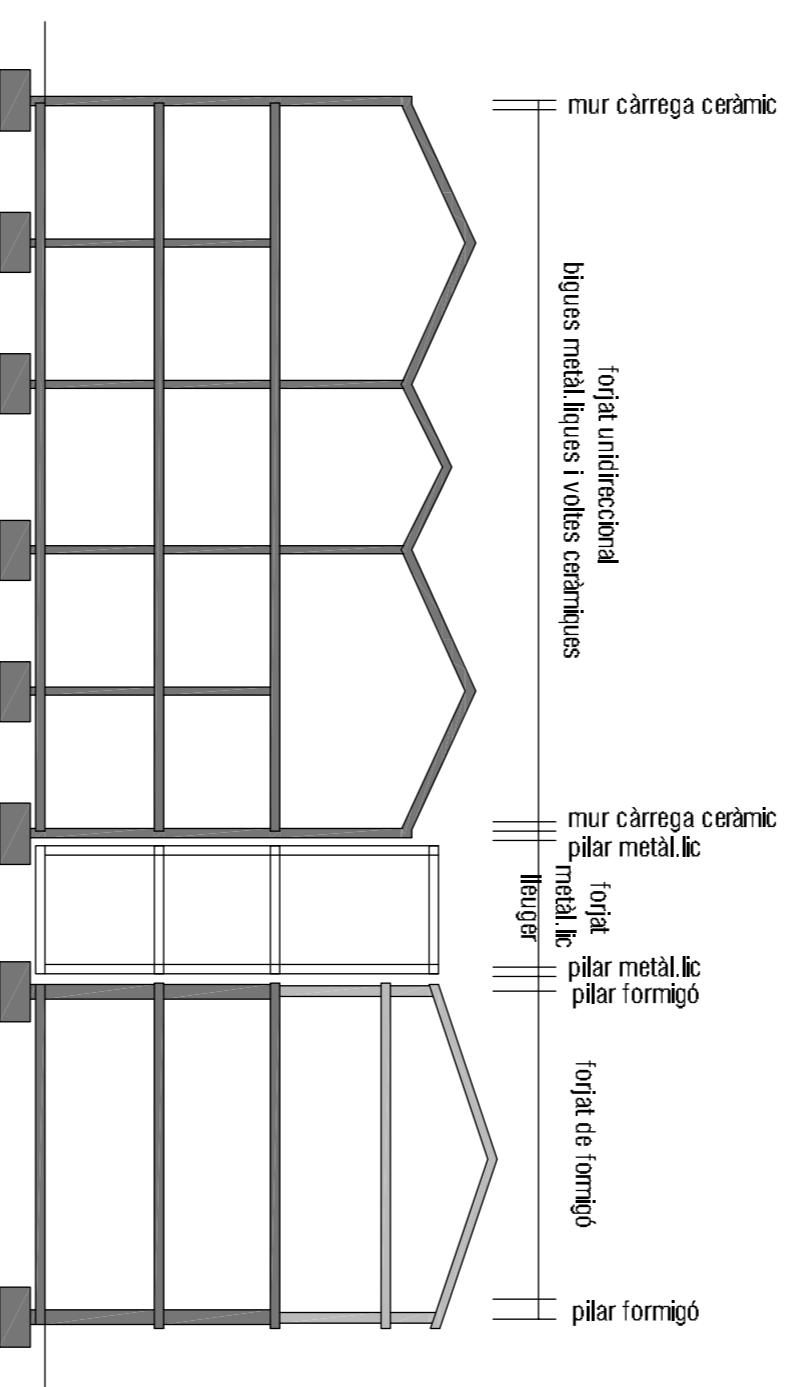 mur càrrega ceràmic
forjat unidireccional
bigues metàl.liques i voltes ceràmiques
mur càrrega ceràmic
pilar metàl.lic
forjat
metàl.lic
lleuger
pilar metàl.lic
pilar formigó
forjat de formigó
pilar formigó